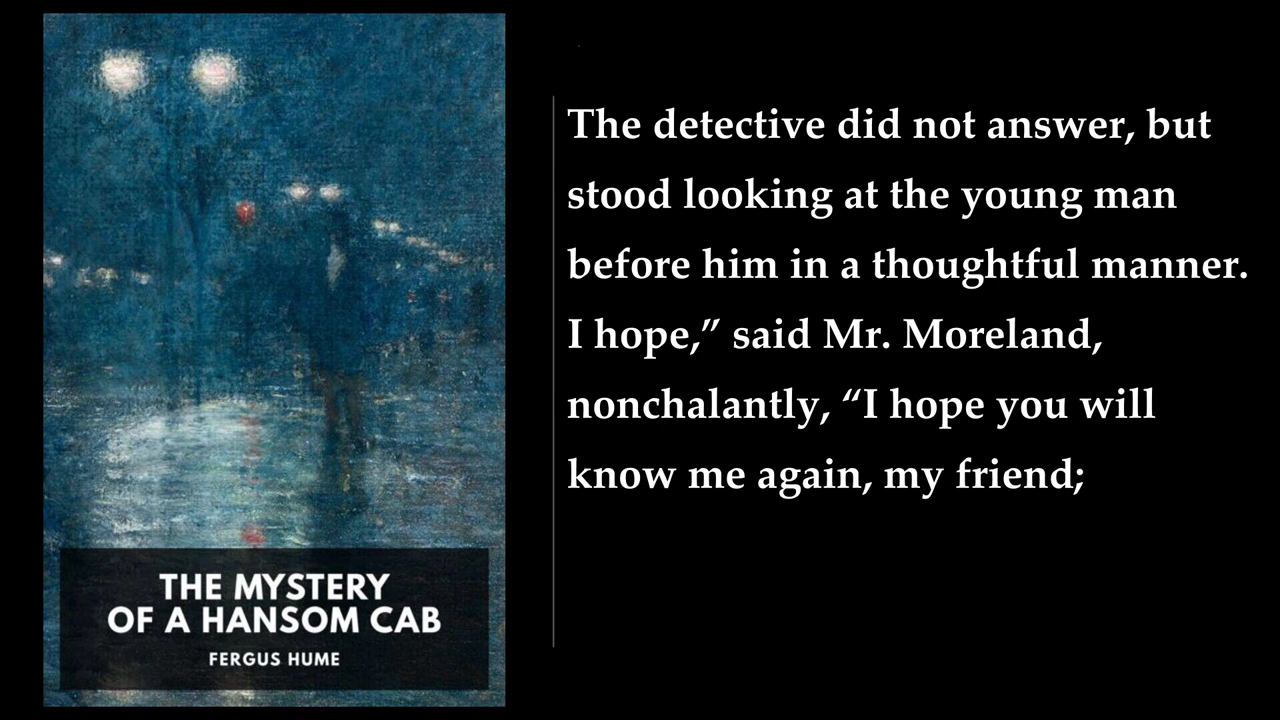 THE MYSTERY
OF A HANSOM CAB
FERGUS HUME
The detective did not answer, but
stood looking at the young man
before him in a thoughtful manner.
I hope,” said Mr. Moreland,
nonchalantly, “I hope you will
know me again, my friend;